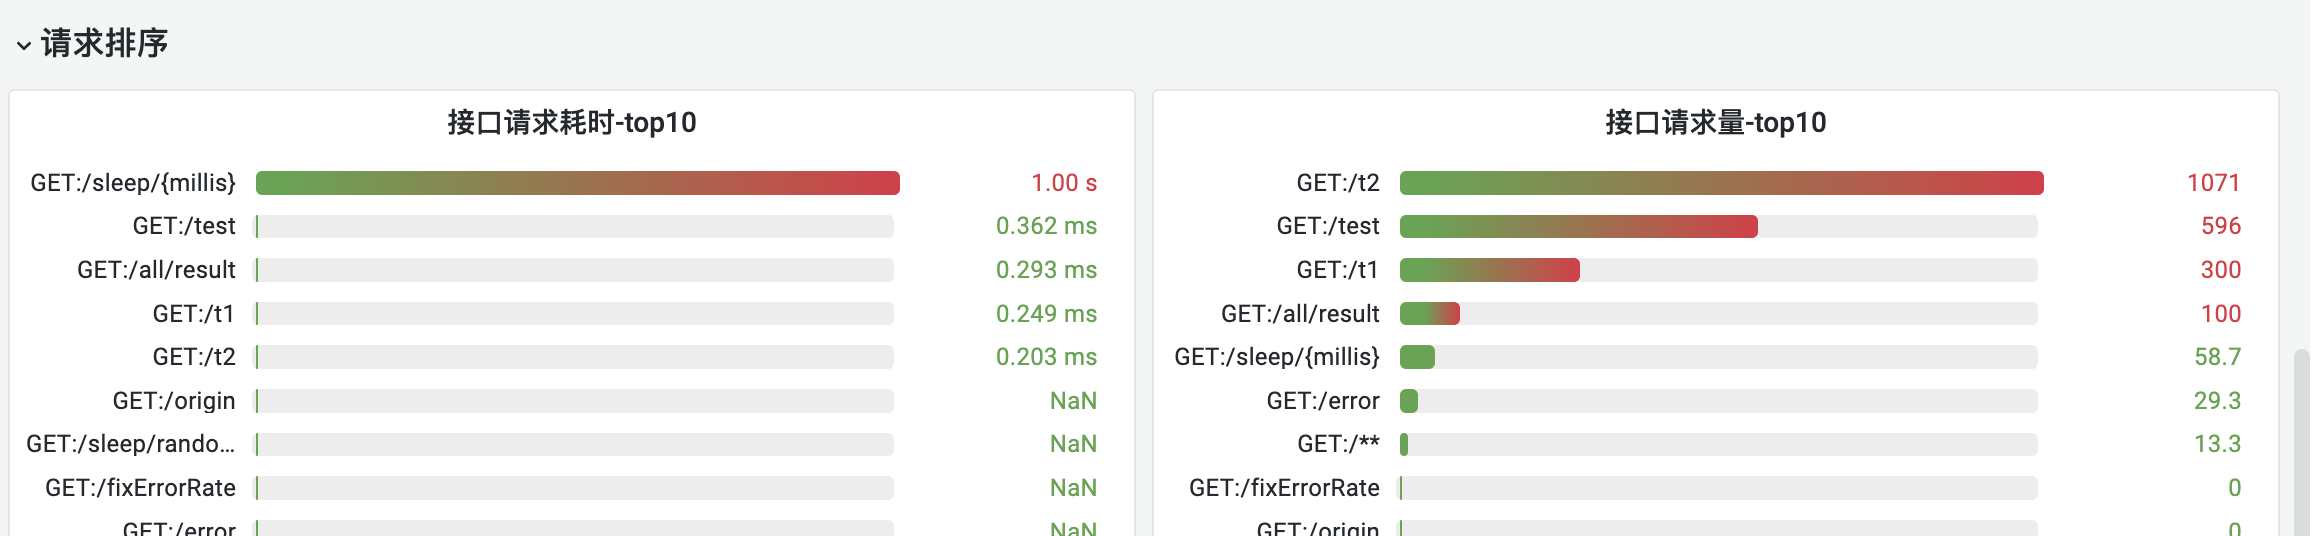 请求排序
接口请求耗时-top10
GET:/sleep/{millis} 1.00 s
GET:/test 0.362 ms
GET:/all/result 0.293 ms
GET:/t1 0.249 ms
GET:/t2 0.203 ms
GET:/origin NaN
GET:/sleep/rando... NaN
GET:/fixErrorRate NaN
GET:/error NaN
接口请求量-top10
GET:/t2 1071
GET:/test 596
GET:/t1 300
GET:/all/result 100
GET:/sleep/{millis} 58.7
GET:/error 29.3
GET:/** 13.3
GET:/fixErrorRate 0
GET:/origin 0